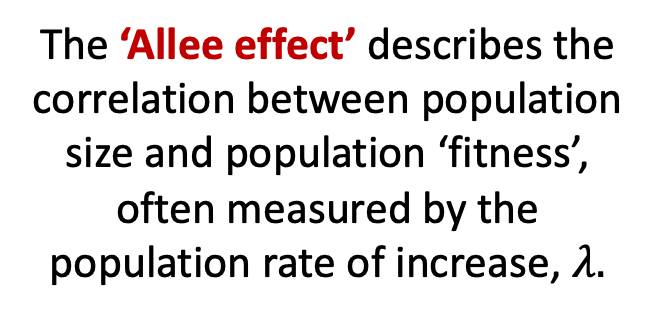 The ‘Allee effect’ describes the
correlation between population
size and population ‘fitness’,
often measured by the
population rate of increase, λ.